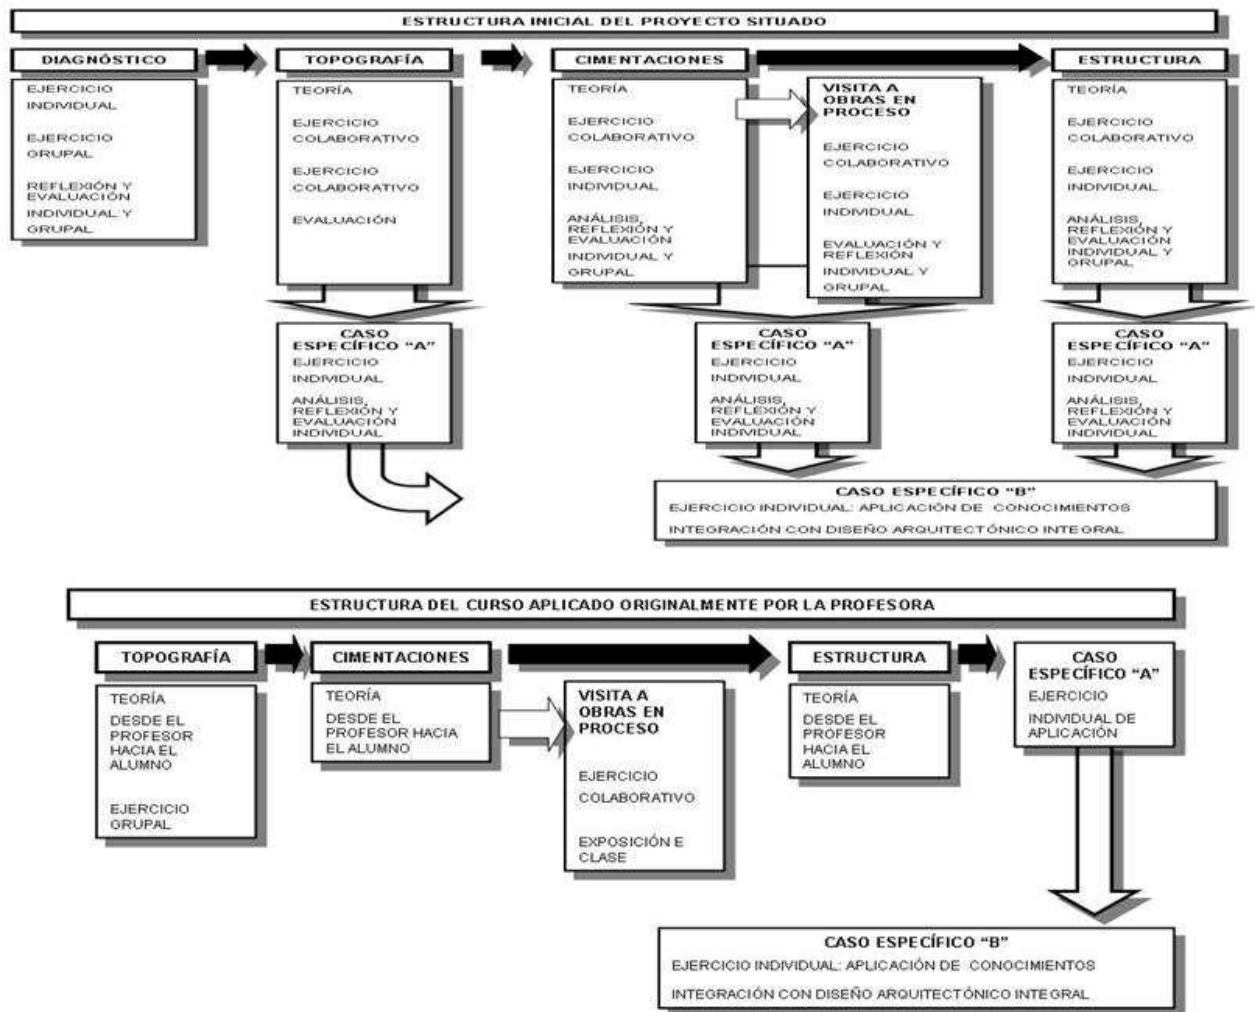 ESTRUCTURA INICIAL DEL PROYECTO SITUADO
DIAGNÓSTICO
EJERCICIO
INDIVIDUAL
EJERCICIO
GRUPAL
REFLEXIÓN Y
EVALUACIÓN
INDIVIDUAL Y
GRUPAL
TOPOGRAFÍA
TEORÍA
EJERCICIO
COLABORATIVO
EJERCICIO
COLABORATIVO
EVALUACIÓN
CASO
ESPECÍFICO “A”
EJERCICIO
INDIVIDUAL
ANÁLISIS,
REFLEXIÓN Y
EVALUACIÓN
INDIVIDUAL
CIMENTACIONES
TEORÍA
EJERCICIO
COLABORATIVO
EJERCICIO
INDIVIDUAL
ANÁLISIS,
REFLEXIÓN Y
EVALUACIÓN
INDIVIDUAL Y
GRUPAL
VISITA A
OBRAS EN
PROCESO
EJERCICIO
COLABORATIVO
EJERCICIO
INDIVIDUAL
EVALUACIÓN Y
REFLEXIÓN
INDIVIDUAL Y
GRUPAL
CASO
ESPECÍFICO “A”
EJERCICIO
INDIVIDUAL
ANÁLISIS,
REFLEXIÓN Y
EVALUACIÓN
INDIVIDUAL
ESTRUCTURA
TEORÍA
EJERCICIO
COLABORATIVO
EJERCICIO
INDIVIDUAL
ANÁLISIS,
REFLEXIÓN Y
EVALUACIÓN
INDIVIDUAL Y
GRUPAL
CASO
ESPECÍFICO “A”
EJERCICIO
INDIVIDUAL
ANÁLISIS,
REFLEXIÓN Y
EVALUACIÓN
INDIVIDUAL
CASO ESPECÍFICO “B”
EJERCICIO INDIVIDUAL: APLICACIÓN DE CONOCIMIENTOS
INTEGRACIÓN CON DISEÑO ARQUITECTÓNICO INTEGRAL
ESTRUCTURA DEL CURSO APLICADO ORIGINALMENTE POR LA PROFESORA
TOPOGRAFÍA
TEORÍA
DESDE EL
PROFESOR
HACIA EL
ALUMNO
EJERCICIO
GRUPAL
CIMENTACIONES
TEORÍA
DESDE EL
PROFESOR HACIA
EL ALUMNO
VISITA A
OBRAS EN
PROCESO
EJERCICIO
COLABORATIVO
EXPOSICIÓN E
CLASE
ESTRUCTURA
TEORÍA
DESDE EL
PROFESOR
HACIA EL
ALUMNO
CASO
ESPECÍFICO “A”
EJERCICIO
INDIVIDUAL DE
APLICACIÓN
CASO ESPECÍFICO “B”
EJERCICIO INDIVIDUAL: APLICACIÓN DE CONOCIMIENTOS
INTEGRACIÓN CON DISEÑO ARQUITECTÓNICO INTEGRAL